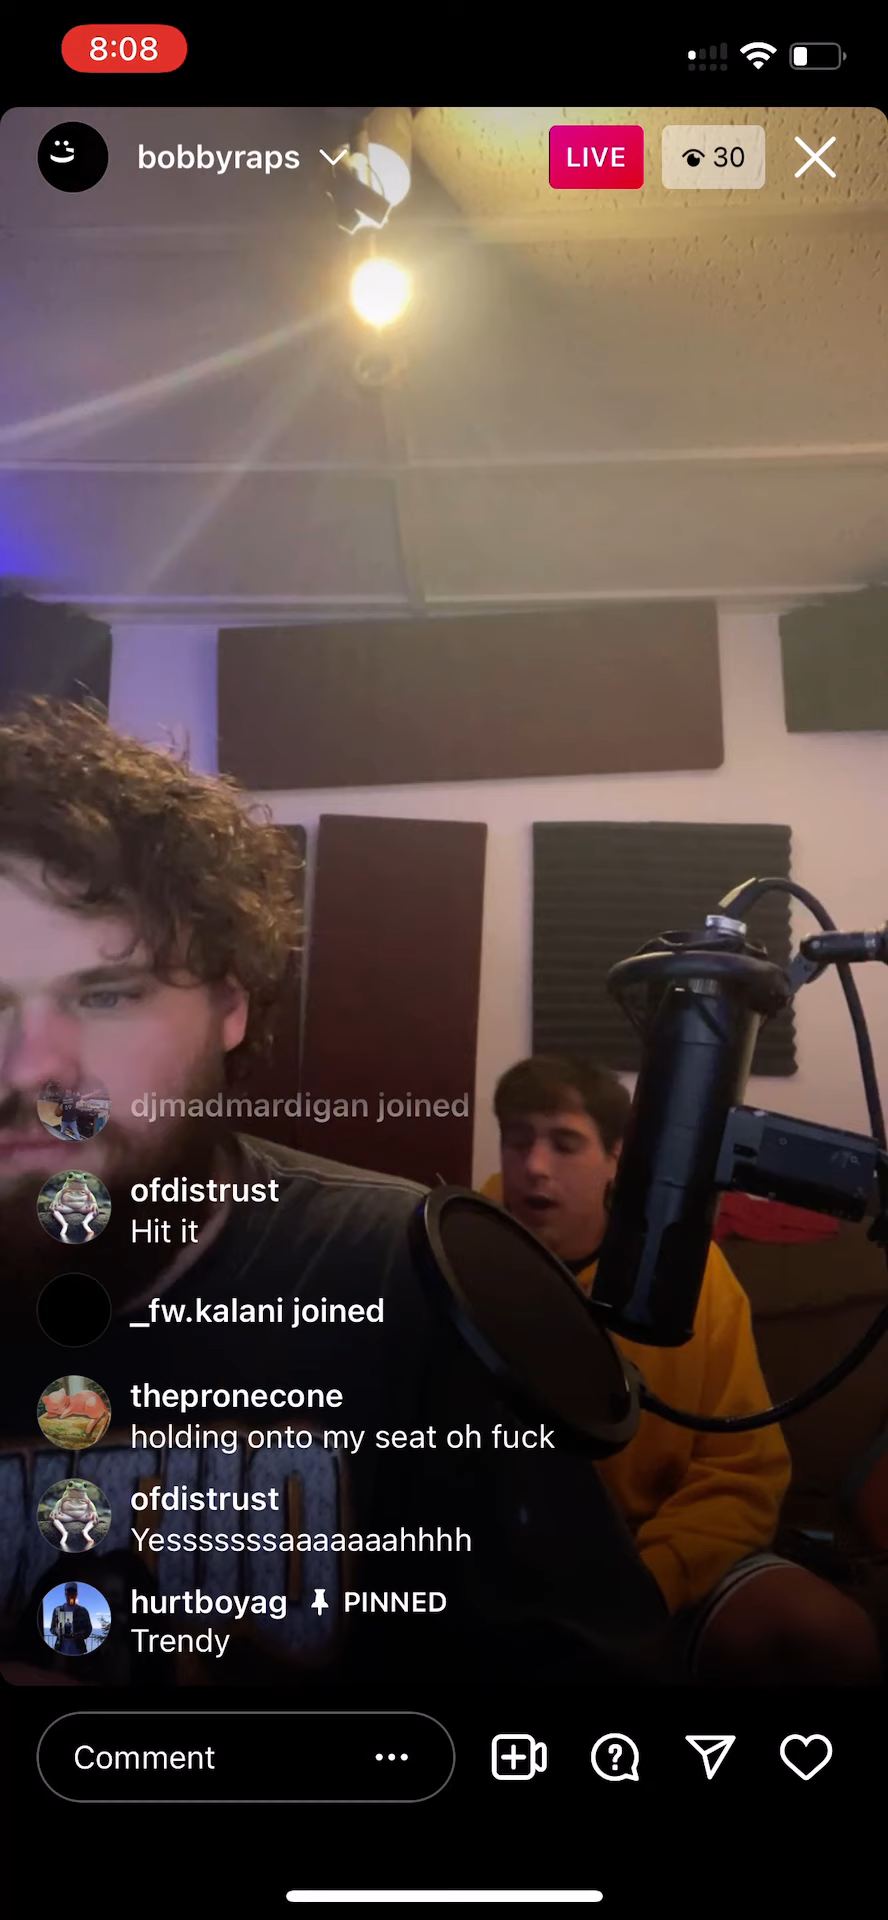 8:08
bobbyraps
LIVE
30
djmadmardigan joined
ofdistrust
Hit it
_fw.kalani joined
thepronecone
holding onto my seat oh fuck
ofdistrust
Yesssssssaaaaaaahhhh
hurtboyag PINNED
Trendy
Comment